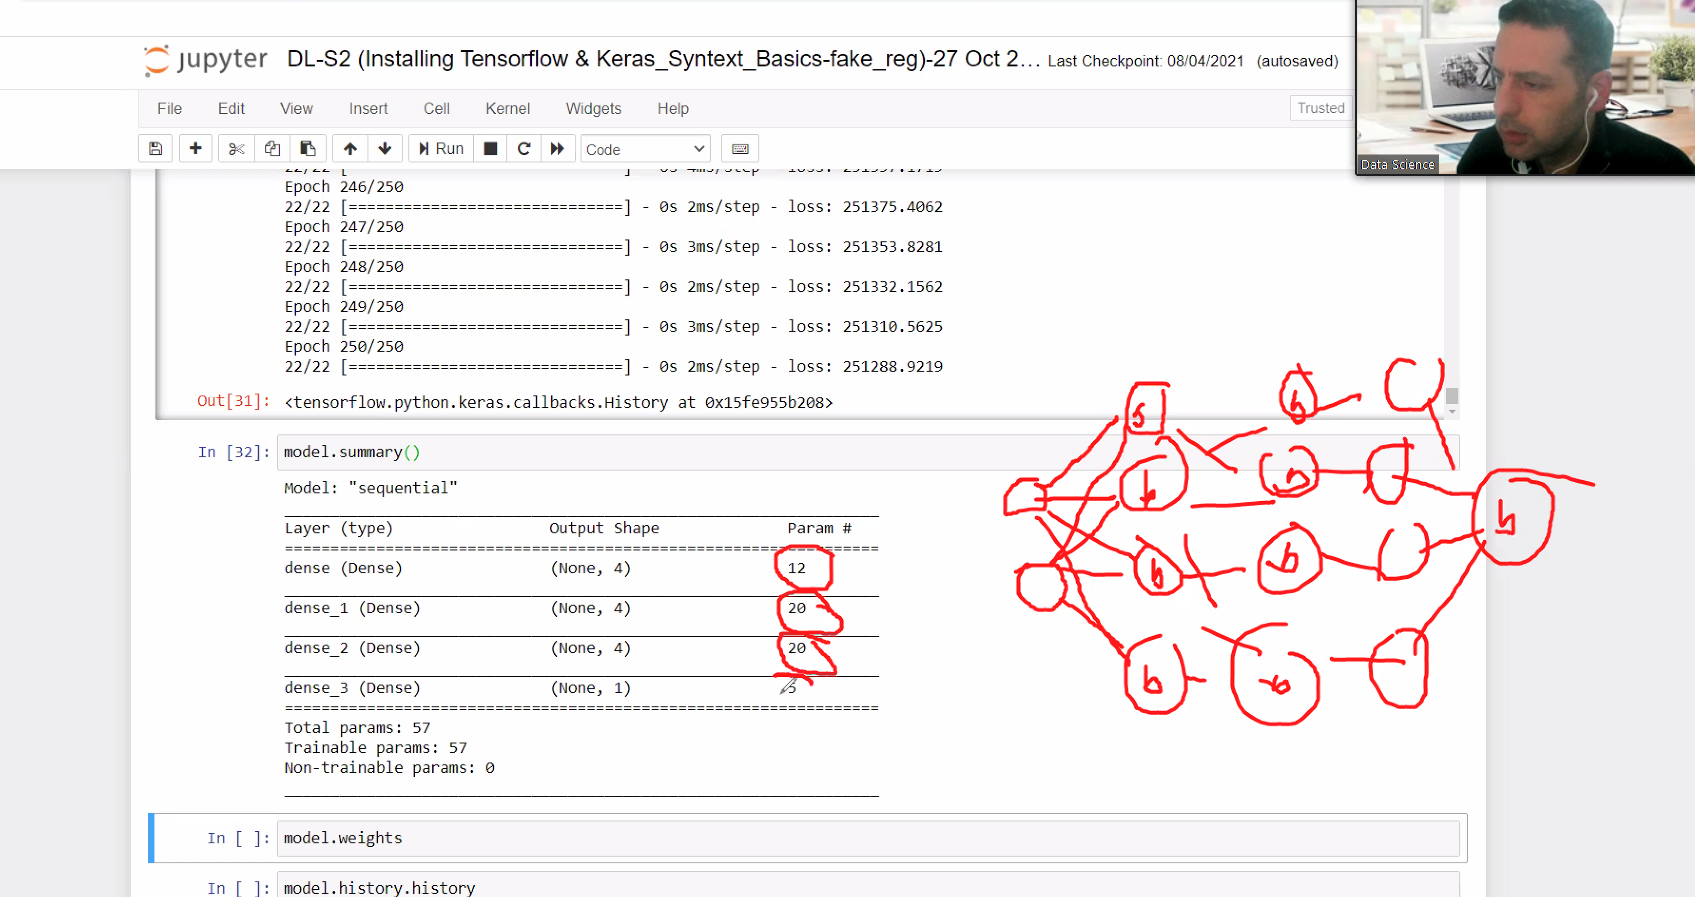 jupyter DL-S2 (Installing Tensorflow & Keras_Syntext_Basics-fake_reg)-27 Oct 2... Last Checkpoint: 08/04/2021 (autosaved)
File Edit View Insert Cell Kernel Widgets Help Trusted
Run Code
Data Science
Epoch 246/250
22/22 [==============================] - 0s 2ms/step - loss: 251375.4062
Epoch 247/250
22/22 [==============================] - 0s 3ms/step - loss: 251353.8281
Epoch 248/250
22/22 [==============================] - 0s 2ms/step - loss: 251332.1562
Epoch 249/250
22/22 [==============================] - 0s 3ms/step - loss: 251310.5625
Epoch 250/250
22/22 [==============================] - 0s 2ms/step - loss: 251288.9219
Out[31]: <tensorflow.python.keras.callbacks.History at 0x15fe955b208>
In [32]: model.summary()
Model: "sequential"
Layer (type) Output Shape Param #
dense (Dense) (None, 4) 12
dense_1 (Dense) (None, 4) 20
dense_2 (Dense) (None, 4) 20
dense_3 (Dense) (None, 1) 5
Total params: 57
Trainable params: 57
Non-trainable params: 0
In [ ]: model.weights
In [ ]: model.history.history